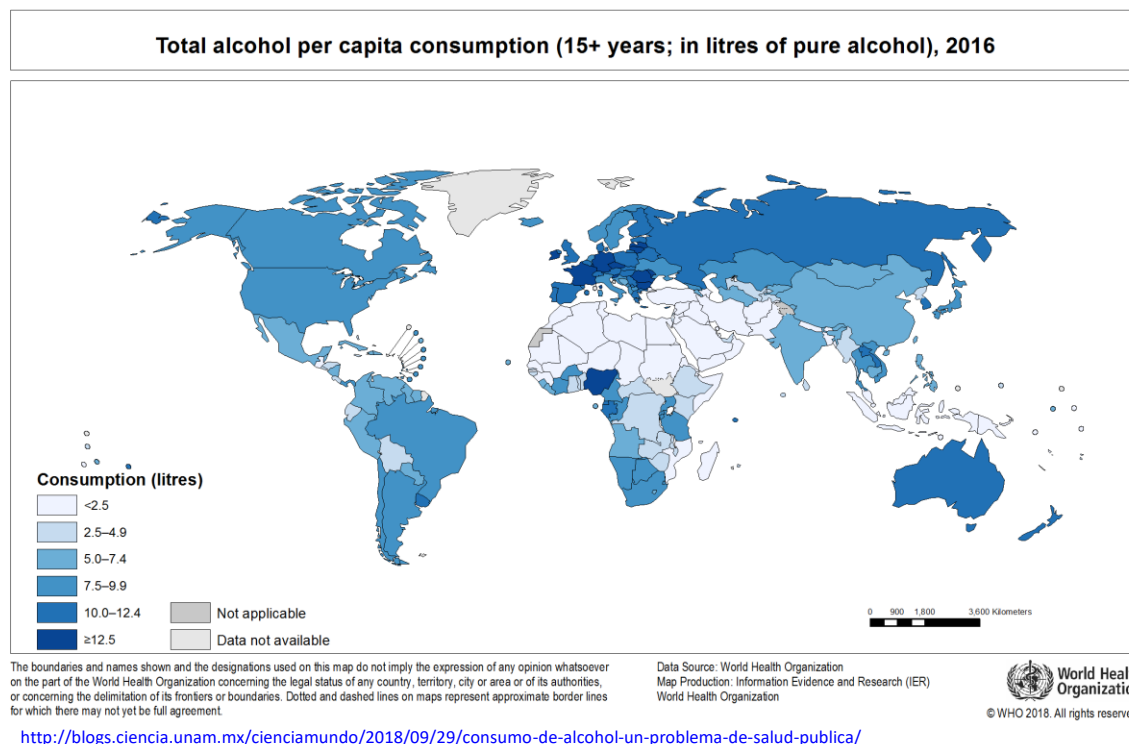 Total alcohol per capita consumption (15+ years; in litres of pure alcohol), 2016
Consumption (litres)
<2.5
2.5–4.9
5.0–7.4
7.5–9.9
10.0–12.4
≥12.5
Not applicable
Data not available
0 900 1,800 3,600 Kilometers
The boundaries and names shown and the designations used on this map do not imply the expression of any opinion whatsoever
on the part of the World Health Organization concerning the legal status of any country, territory, city or area or of its authorities,
or concerning the delimitation of its frontiers or boundaries. Dotted and dashed lines on maps represent approximate border lines
for which there may not yet be full agreement.
Data Source: World Health Organization
Map Production: Information Evidence and Research (IER)
World Health Organization
World Health
Organizatio
© WHO 2018. All rights reserve
http://blogs.ciencia.unam.mx/cienciamundo/2018/09/29/consumo-de-alcohol-un-problema-de-salud-publica/